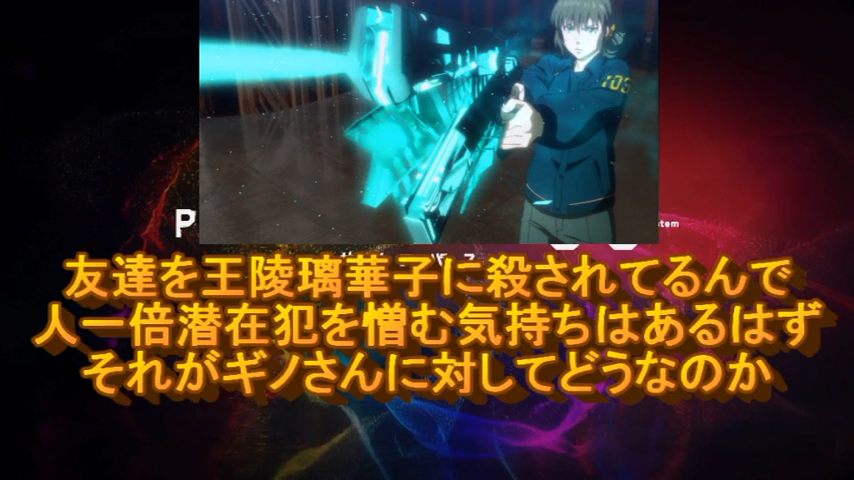 103
P
tem
友達を王陵璃華子に殺されてるんで
人一倍潜在犯を憎む気持ちはあるはず
それがギノさんに対してどうなのか